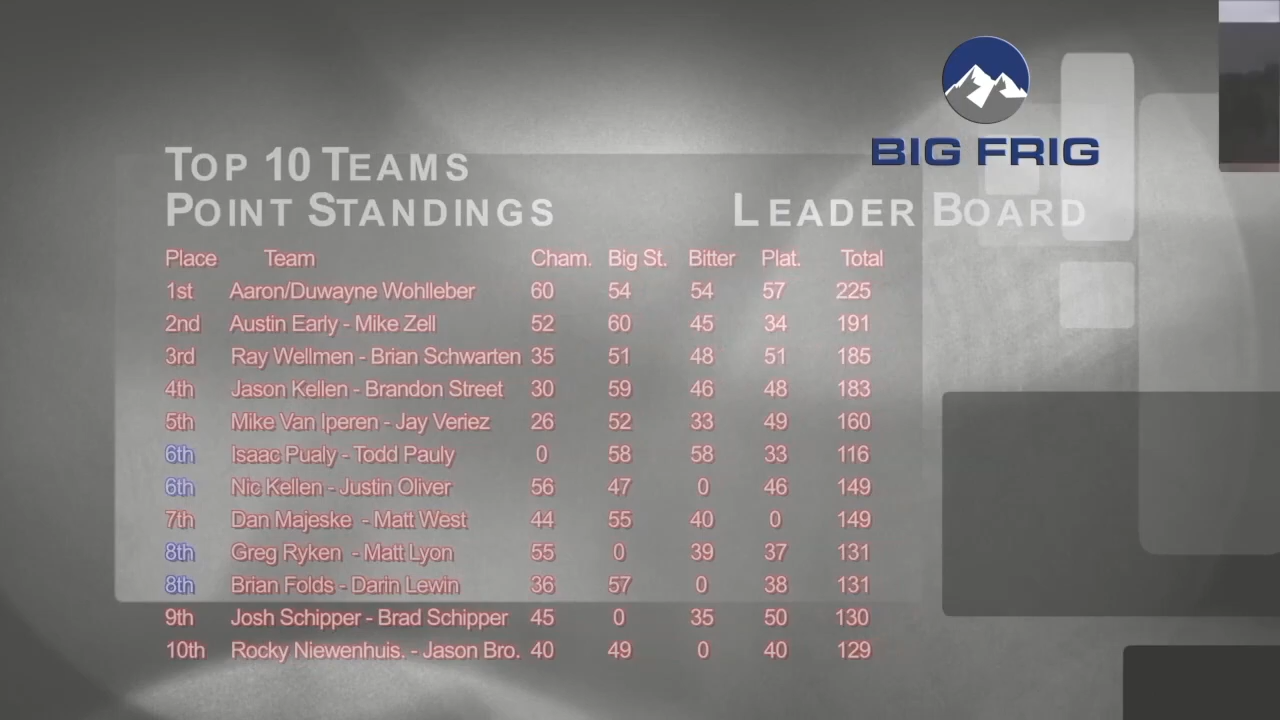 BIG FRIG
TOP 10 TEAMS
POINT STANDINGS LEADER BOARD
Place Team Cham. Big St. Bitter Plat. Total
1st Aaron/Duwayne Wohlleber 60 54 54 57 225
2nd Austin Early - Mike Zell 52 60 45 34 191
3rd Ray Wellmen - Brian Schwarten 35 51 48 51 185
4th Jason Kellen - Brandon Street 30 59 46 48 183
5th Mike Van Iperen - Jay Veriez 26 52 33 49 160
6th Isaac Pualy - Todd Pauly 0 58 58 33 116
6th Nic Kellen - Justin Oliver 56 47 0 46 149
7th Dan Majeske - Matt West 44 55 40 0 149
8th Greg Ryken - Matt Lyon 55 0 39 37 131
8th Brian Folds - Darin Lewin 36 57 0 38 131
9th Josh Schipper - Brad Schipper 45 0 35 50 130
10th Rocky Niewenhuis. - Jason Bro. 40 49 0 40 129